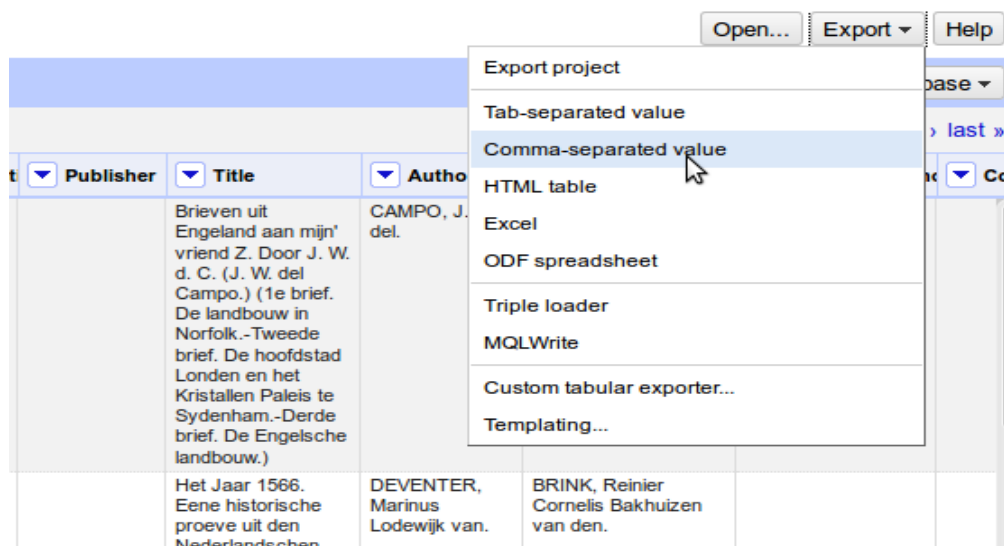 Open... Export Help
Export project
base
Tab-separated value
› last »
Comma-separated value
Publisher Title Autho Co
HTML table
Brieven uit
Engeland aan mijn'
vriend Z. Door J. W.
d. C. (J. W. del
Campo.) (1e brief.
De landbouw in
Norfolk.-Tweede
brief. De hoofdstad
Londen en het
Kristallen Paleis te
Sydenham.-Derde
brief. De Engelsche
landbouw.)
CAMPO, J.
del.
Excel
ODF spreadsheet
Triple loader
MQLWrite
Custom tabular exporter...
Templating...
Het Jaar 1566.
Eene historische
proeve uit den
Nederlandschen
DEVENTER,
Marinus
Lodewijk van.
BRINK, Reinier
Cornelis Bakhuizen
van den.